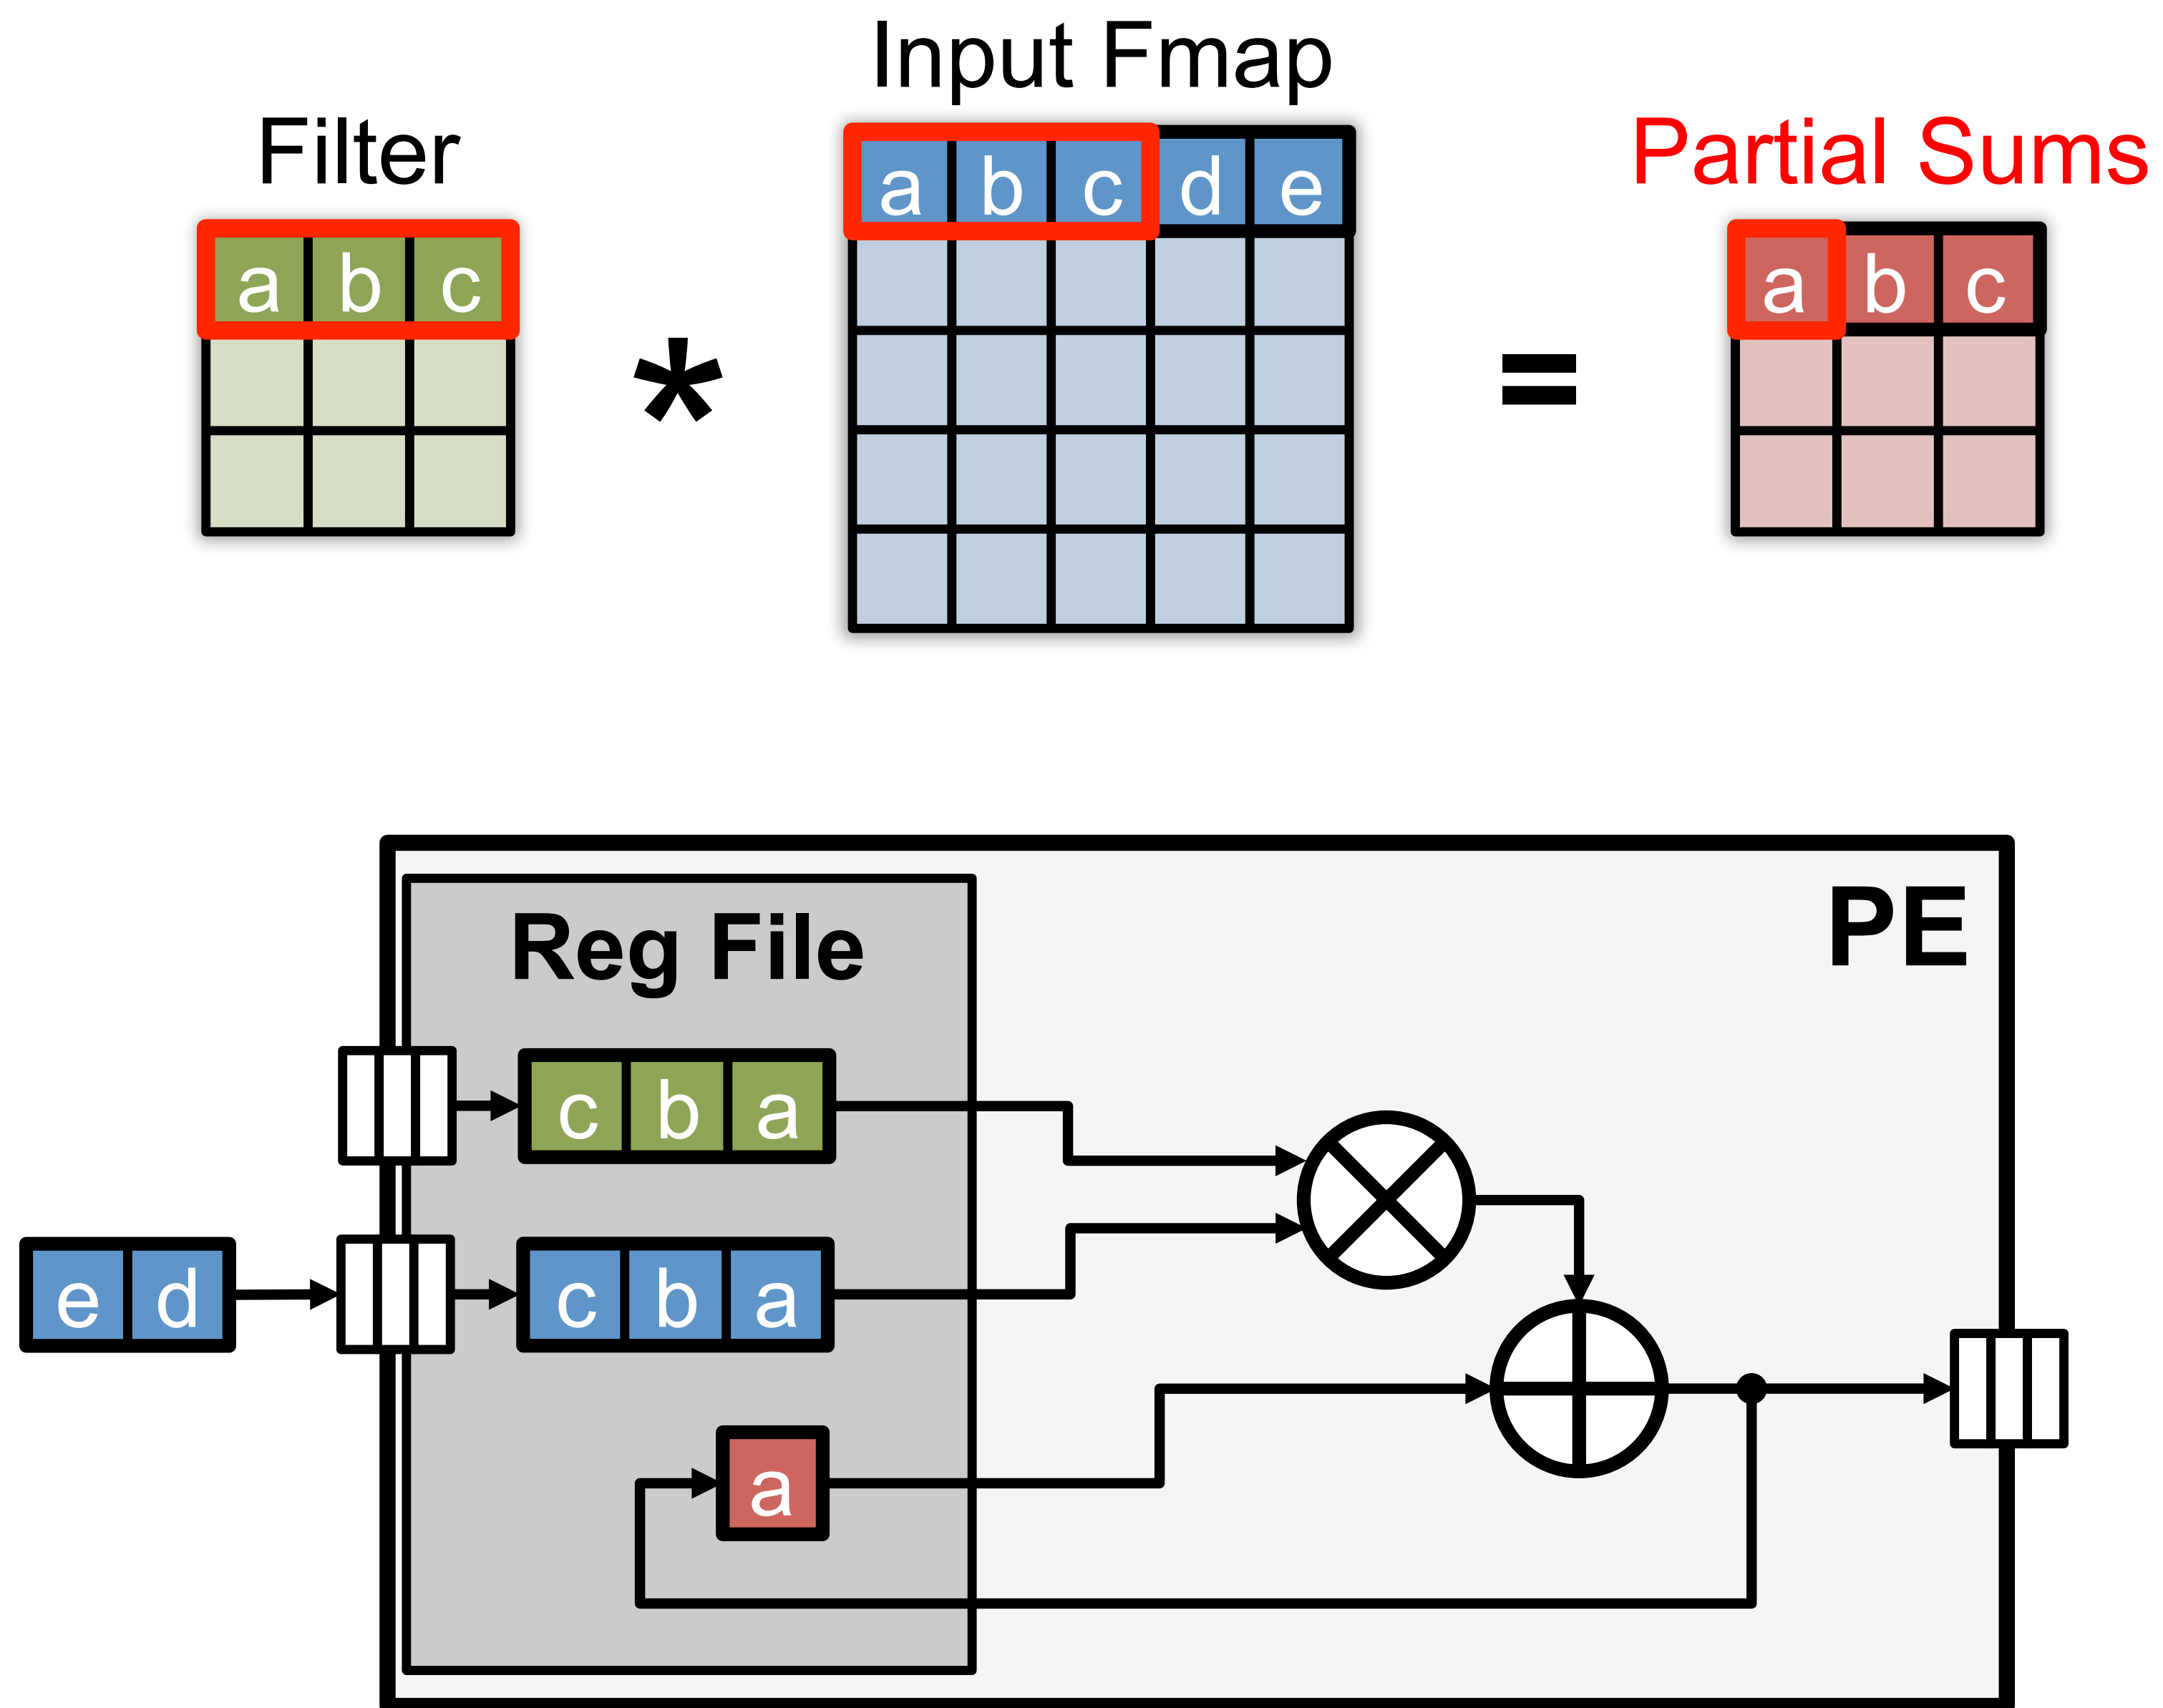 Input Fmap
Filter
Partial Sums
a b c d e
a b c
a b c
*
=
PE
Reg File
c b a
e d
c b a
a